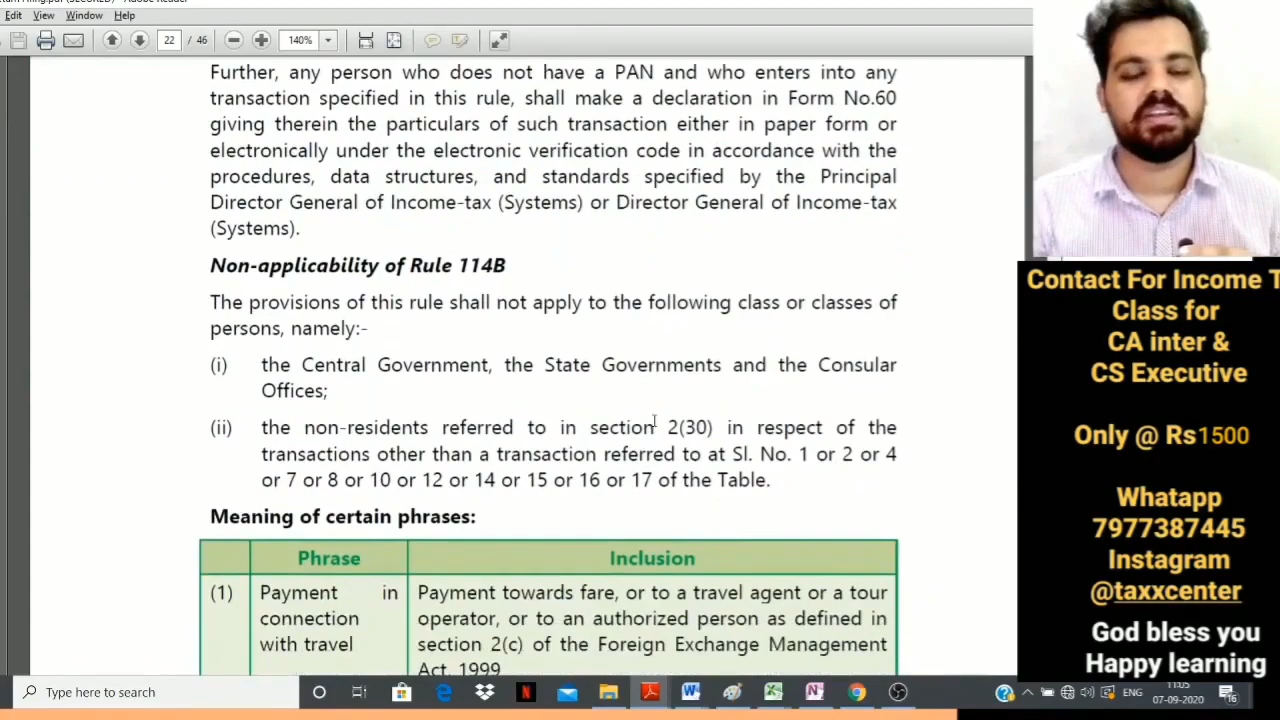 Edit View Window Help
22 / 46 140%
Further, any person who does not have a PAN and who enters into any
transaction specified in this rule, shall make a declaration in Form No.60
giving therein the particulars of such transaction either in paper form or
electronically under the electronic verification code in accordance with the
procedures, data structures, and standards specified by the Principal
Director General of Income-tax (Systems) or Director General of Income-tax
(Systems).
Non-applicability of Rule 114B
The provisions of this rule shall not apply to the following class or classes of
persons, namely:-
(i) the Central Government, the State Governments and the Consular
Offices;
(ii) the non-residents referred to in section 2(30) in respect of the
transactions other than a transaction referred to at Sl. No. 1 or 2 or 4
or 7 or 8 or 10 or 12 or 14 or 15 or 16 or 17 of the Table.
Meaning of certain phrases:
Phrase Inclusion
(1) Payment in connection with travel
Payment towards fare, or to a travel agent or a tour
operator, or to an authorized person as defined in
section 2(c) of the Foreign Exchange Management
Act, 1999
Contact For Income T
Class for
CA inter &
CS Executive
Only @ Rs1500
Whatapp
7977387445
Instagram
@taxxcenter
God bless you
Happy learning
Type here to search
ENG
11:05
07-09-2020
16